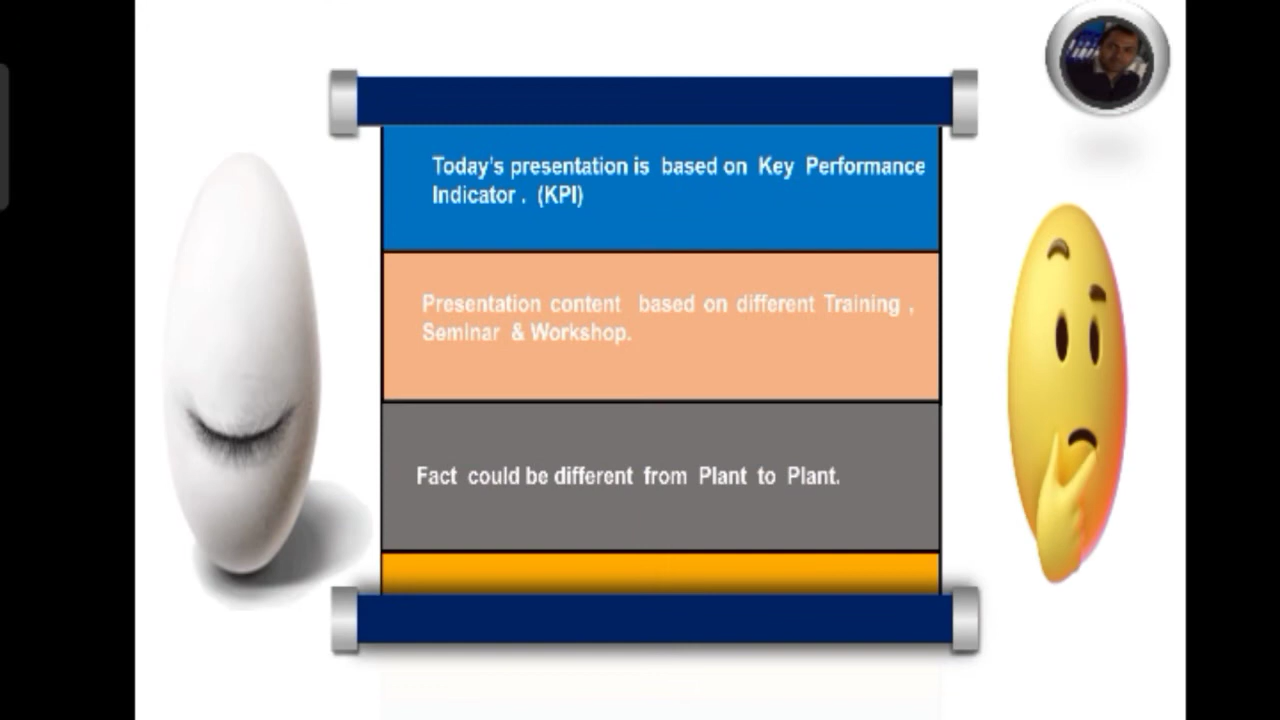 Today's presentation is based on Key Performance
Indicator . (KPI)
Presentation content based on different Training ,
Seminar & Workshop.
Fact could be different from Plant to Plant.